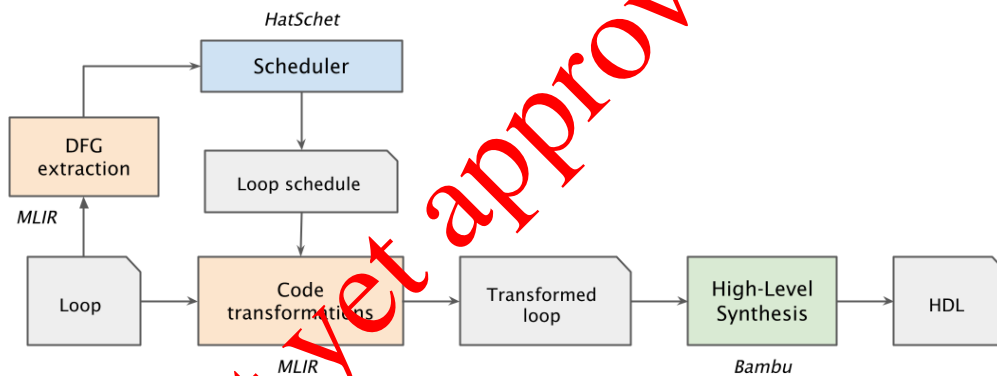 HatSchet
Scheduler
DFG
extraction
MLIR
Loop schedule
Loop
Code
transformations
MLIR
Transformed
loop
High-Level
Synthesis
Bambu
HDL
yet